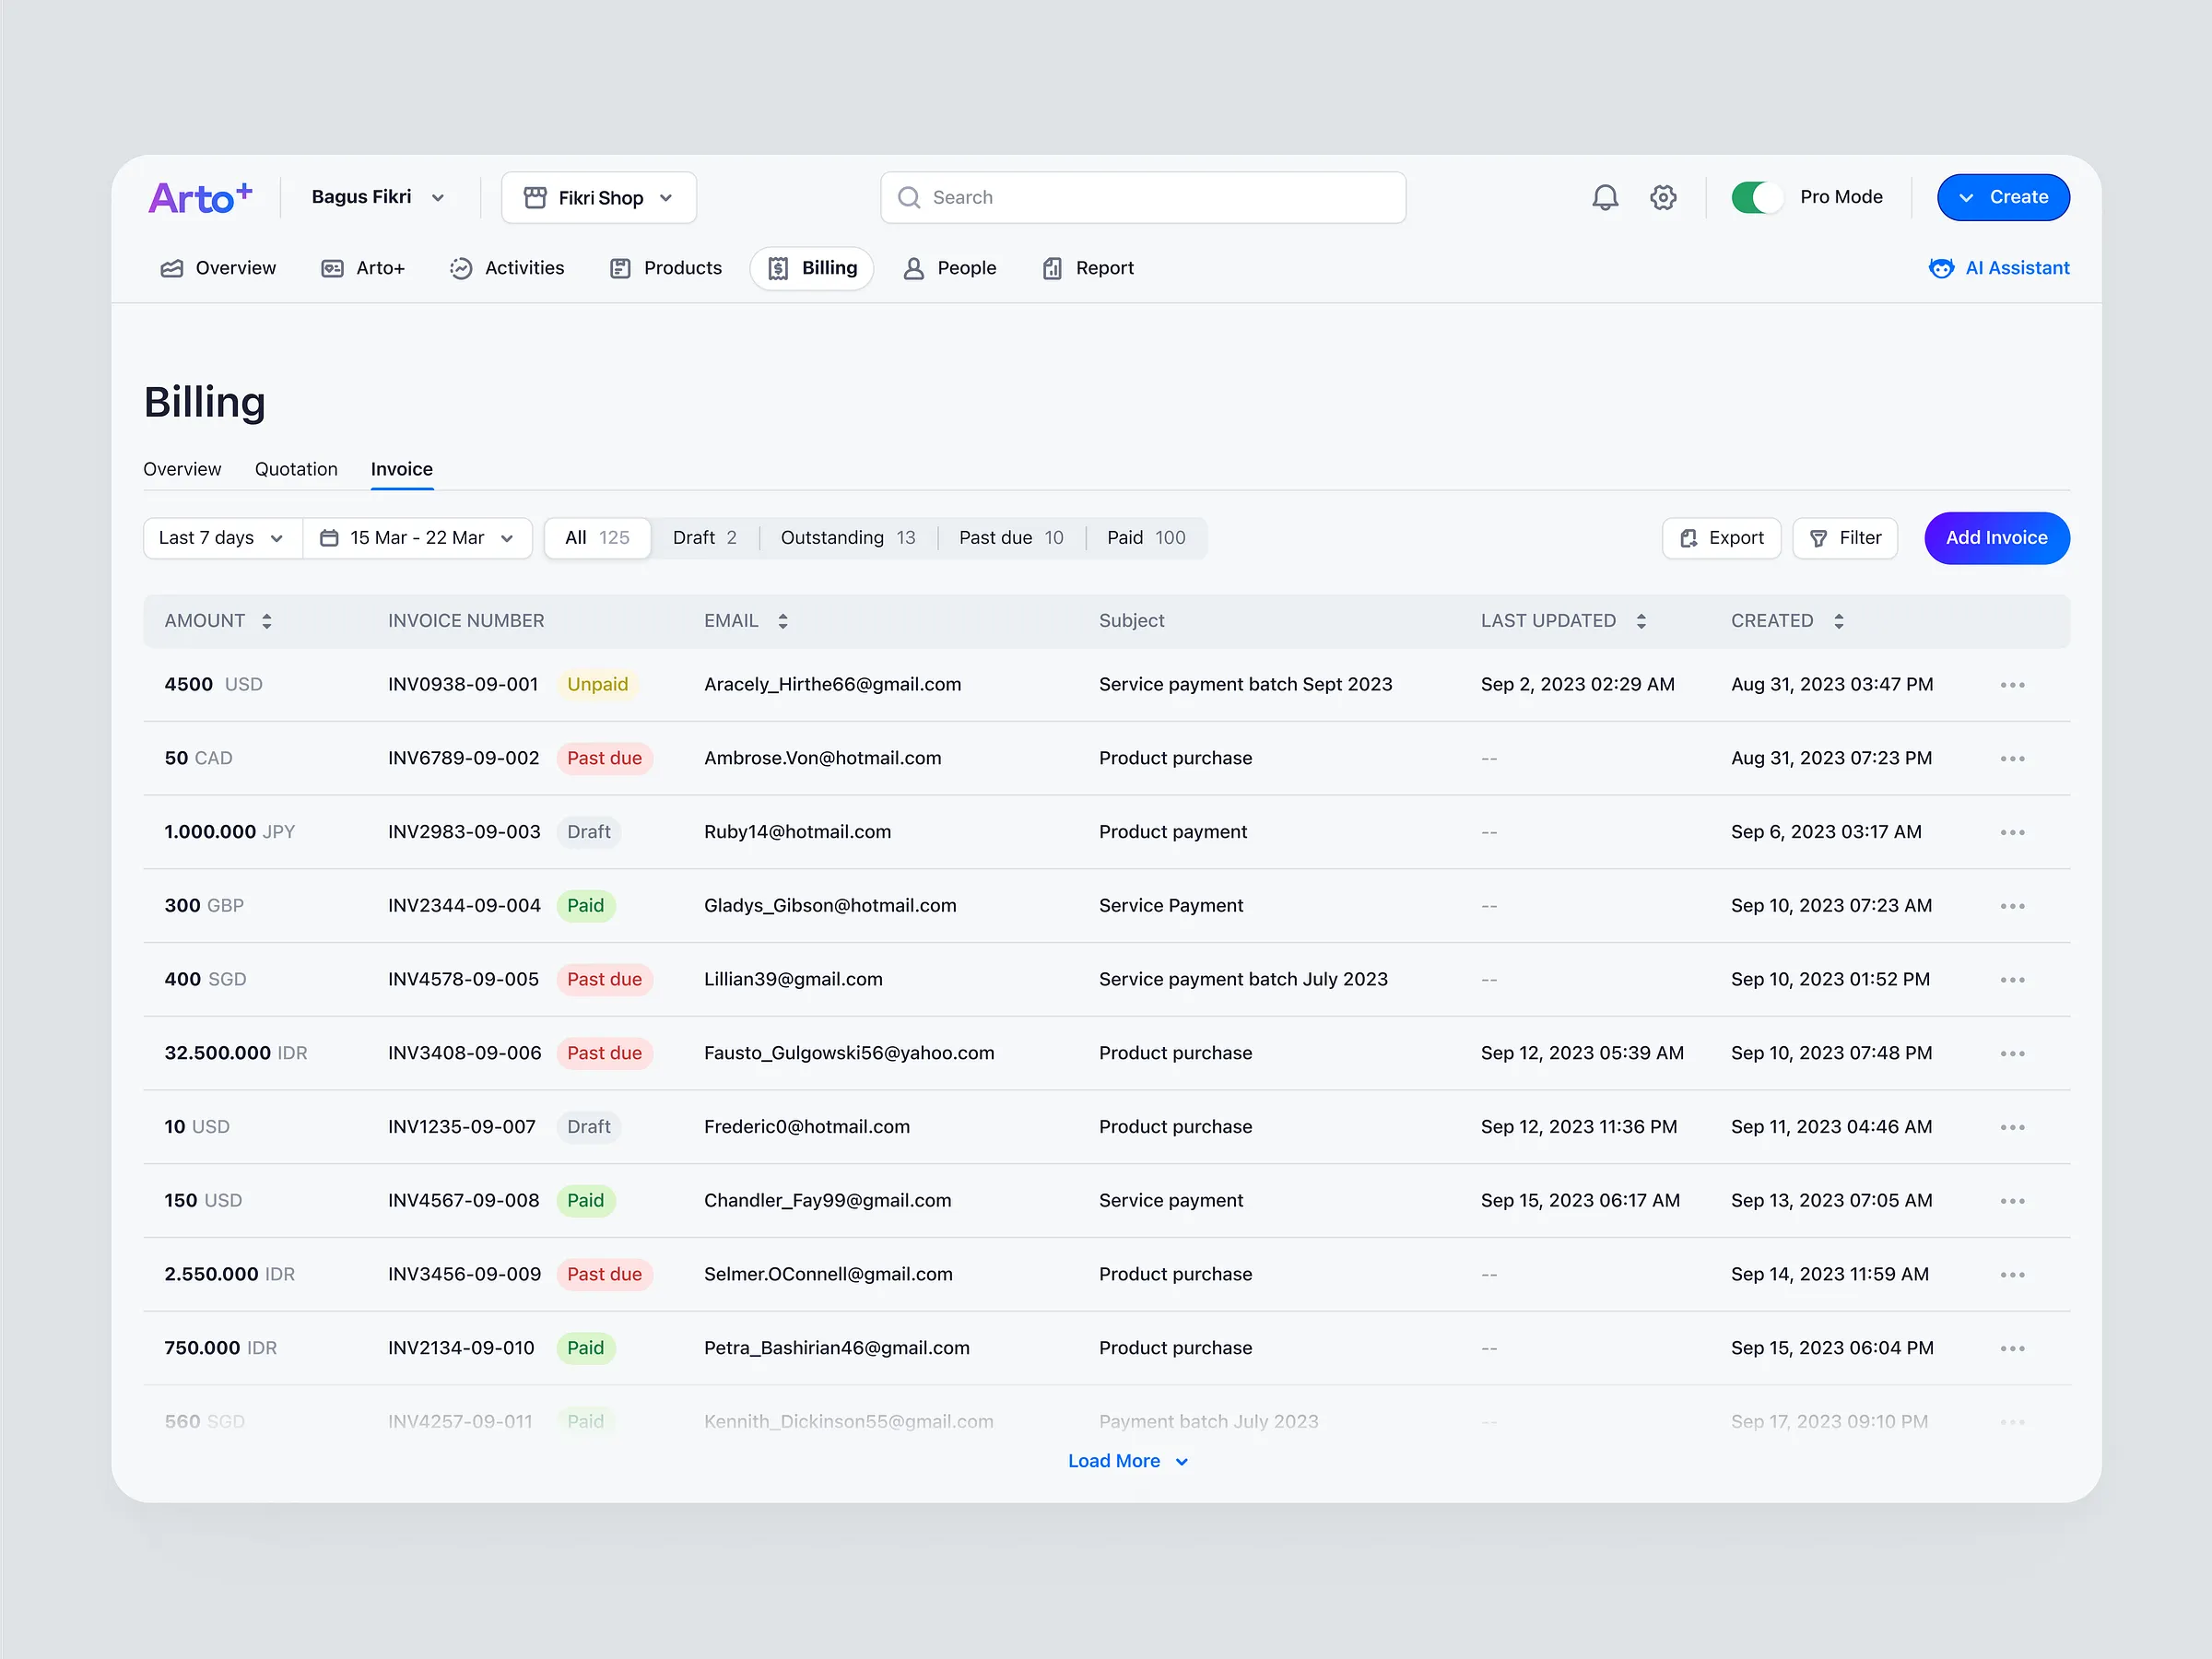 Arto+ Bagus Fikri Fikri Shop Search Pro Mode Create
Overview Arto+ Activities Products Billing People Report AI Assistant
Billing
Overview Quotation Invoice
Last 7 days 15 Mar - 22 Mar All 125 Draft 2 Outstanding 13 Past due 10 Paid 100 Export Filter Add Invoice
AMOUNT INVOICE NUMBER EMAIL Subject LAST UPDATED CREATED
4500 USD INV0938-09-001 Unpaid Aracely_Hirthe66@gmail.com Service payment batch Sept 2023 Sep 2, 2023 02:29 AM Aug 31, 2023 03:47 PM
50 CAD INV6789-09-002 Past due Ambrose.Von@hotmail.com Product purchase -- Aug 31, 2023 07:23 PM
1.000.000 JPY INV2983-09-003 Draft Ruby14@hotmail.com Product payment -- Sep 6, 2023 03:17 AM
300 GBP INV2344-09-004 Paid Gladys_Gibson@hotmail.com Service Payment -- Sep 10, 2023 07:23 AM
400 SGD INV4578-09-005 Past due Lillian39@gmail.com Service payment batch July 2023 -- Sep 10, 2023 01:52 PM
32.500.000 IDR INV3408-09-006 Past due Fausto_Gulgowski56@yahoo.com Product purchase Sep 12, 2023 05:39 AM Sep 10, 2023 07:48 PM
10 USD INV1235-09-007 Draft Frederic0@hotmail.com Product purchase Sep 12, 2023 11:36 PM Sep 11, 2023 04:46 AM
150 USD INV4567-09-008 Paid Chandler_Fay99@gmail.com Service payment Sep 15, 2023 06:17 AM Sep 13, 2023 07:05 AM
2.550.000 IDR INV3456-09-009 Past due Selmer.OConnell@gmail.com Product purchase -- Sep 14, 2023 11:59 AM
750.000 IDR INV2134-09-010 Paid Petra_Bashirian46@gmail.com Product purchase -- Sep 15, 2023 06:04 PM
560 SGD INV4257-09-011 Paid Kennith_Dickinson55@gmail.com Payment batch July 2023 -- Sep 17, 2023 09:10 PM
Load More